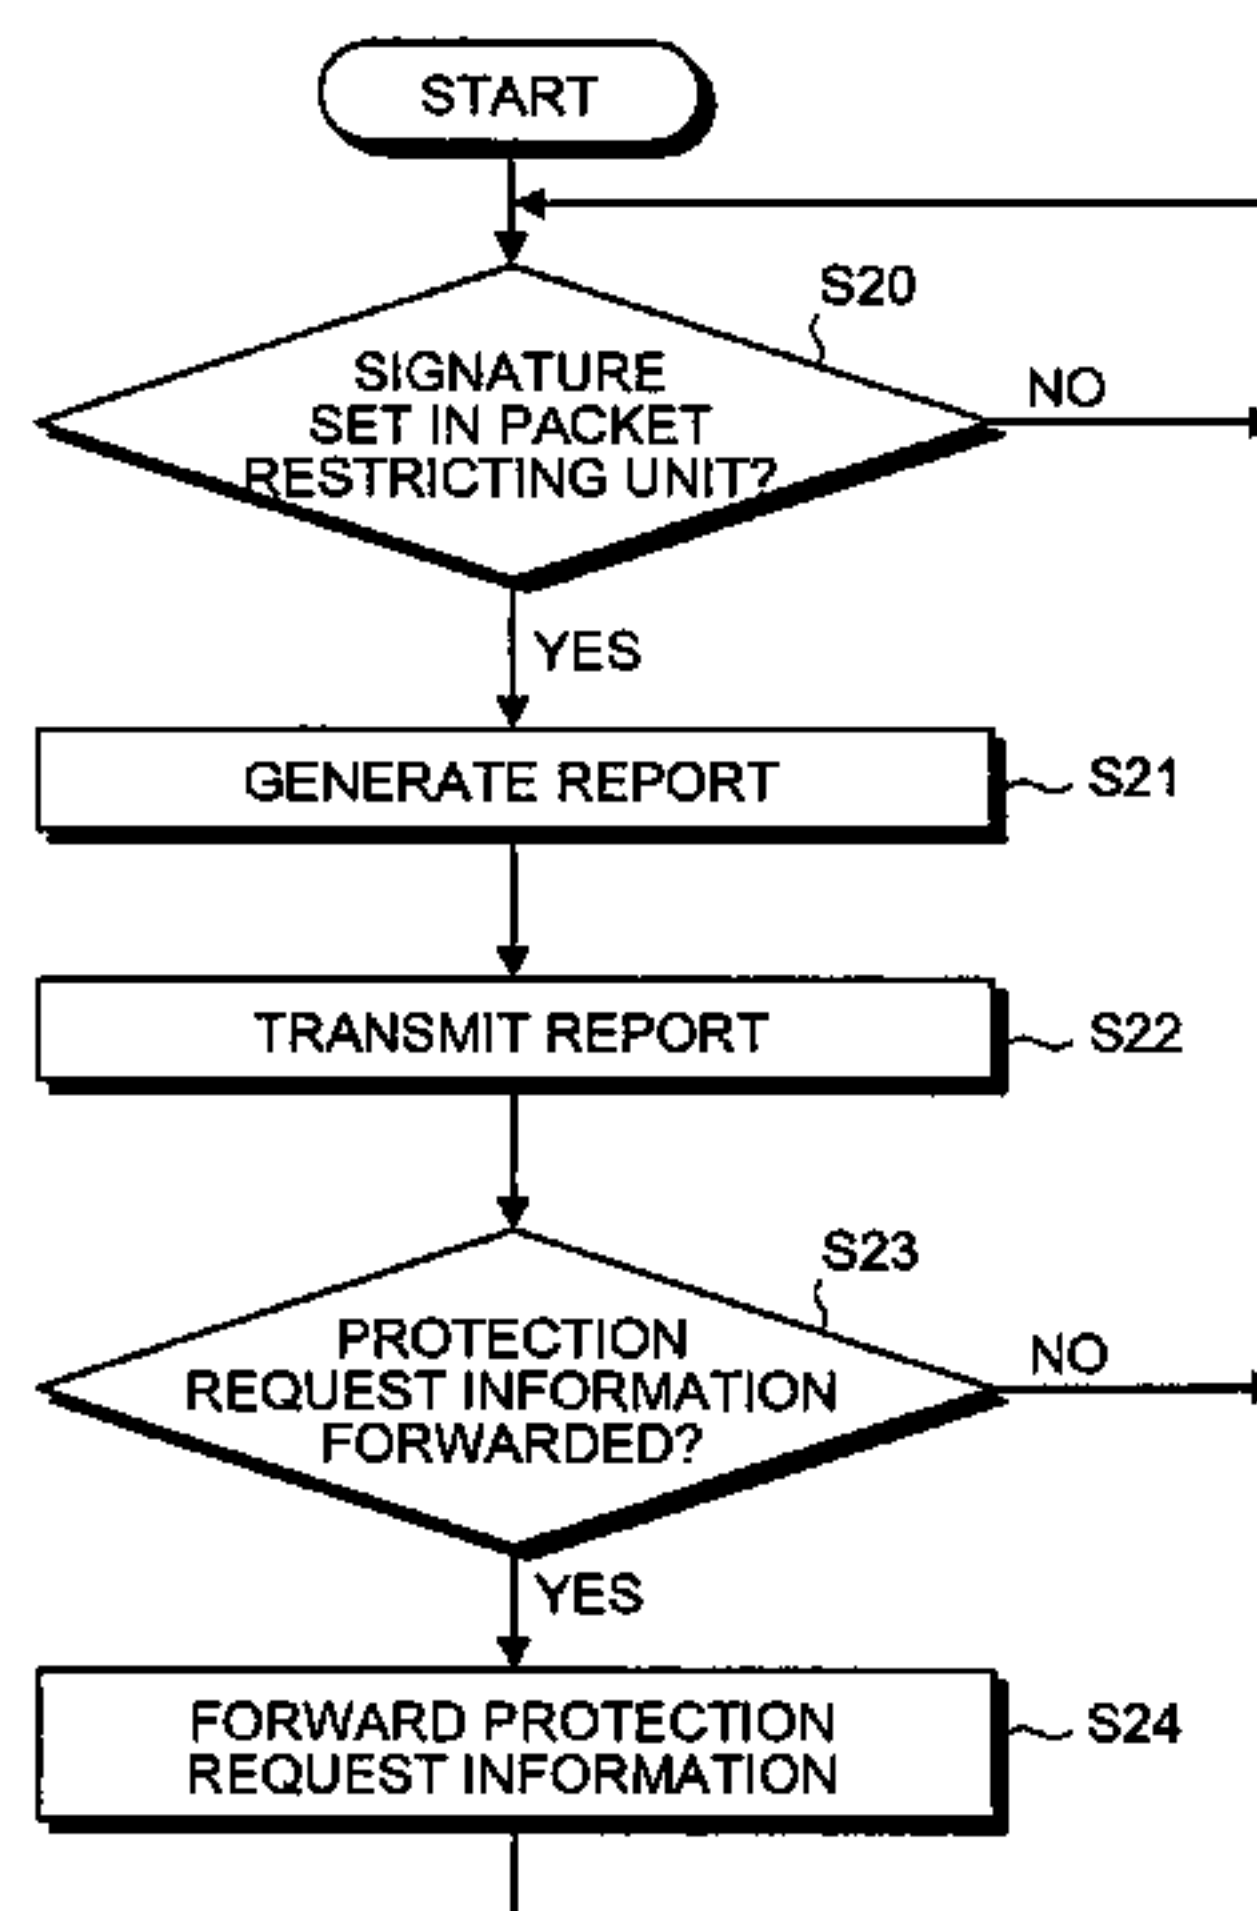 START
S20
SIGNATURE
SET IN PACKET
RESTRICTING UNIT?
NO
YES
GENERATE REPORT
S21
TRANSMIT REPORT
S22
S23
PROTECTION
REQUEST INFORMATION
FORWARDED?
NO
YES
FORWARD PROTECTION
REQUEST INFORMATION
S24